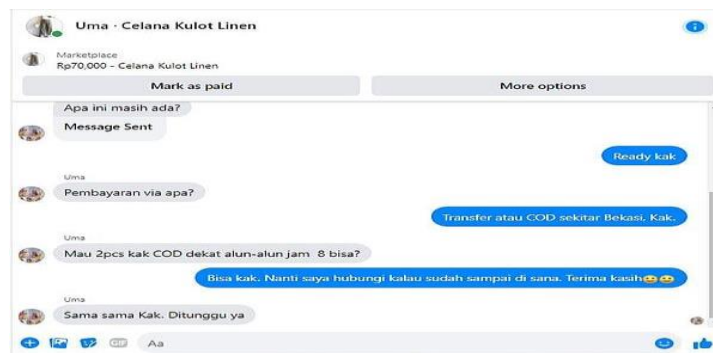 Uma · Celana Kulot Linen
Marketplace
Rp70,000 - Celana Kulot Linen
Mark as paid
More options
Apa ini masih ada?
Message Sent
Ready kak
Uma
Pembayaran via apa?
Transfer atau COD sekitar Bekasi, Kak.
Uma
Mau 2pcs kak COD dekat alun-alun jam 8 bisa?
Bisa kak. Nanti saya hubungi kalau sudah sampai di sana. Terima kasih😀😀
Uma
Sama sama Kak. Ditunggu ya
GIF
Aa